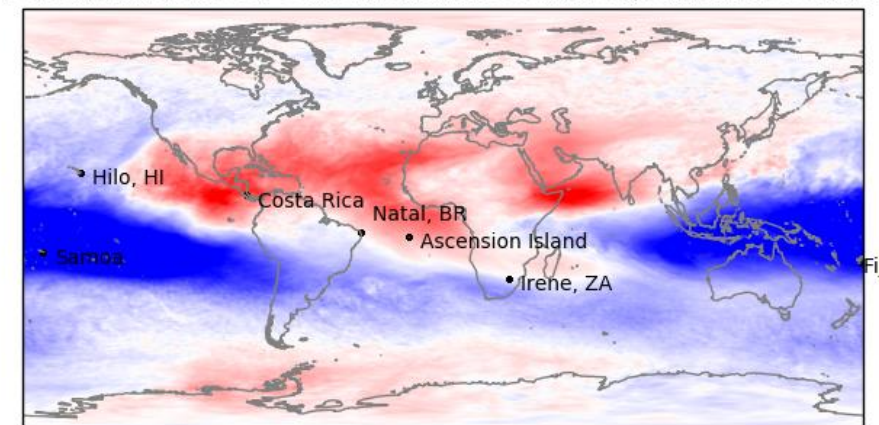 Hilo, HI
Costa Rica
Natal, BR
Ascension Island
Samoa
Irene, ZA